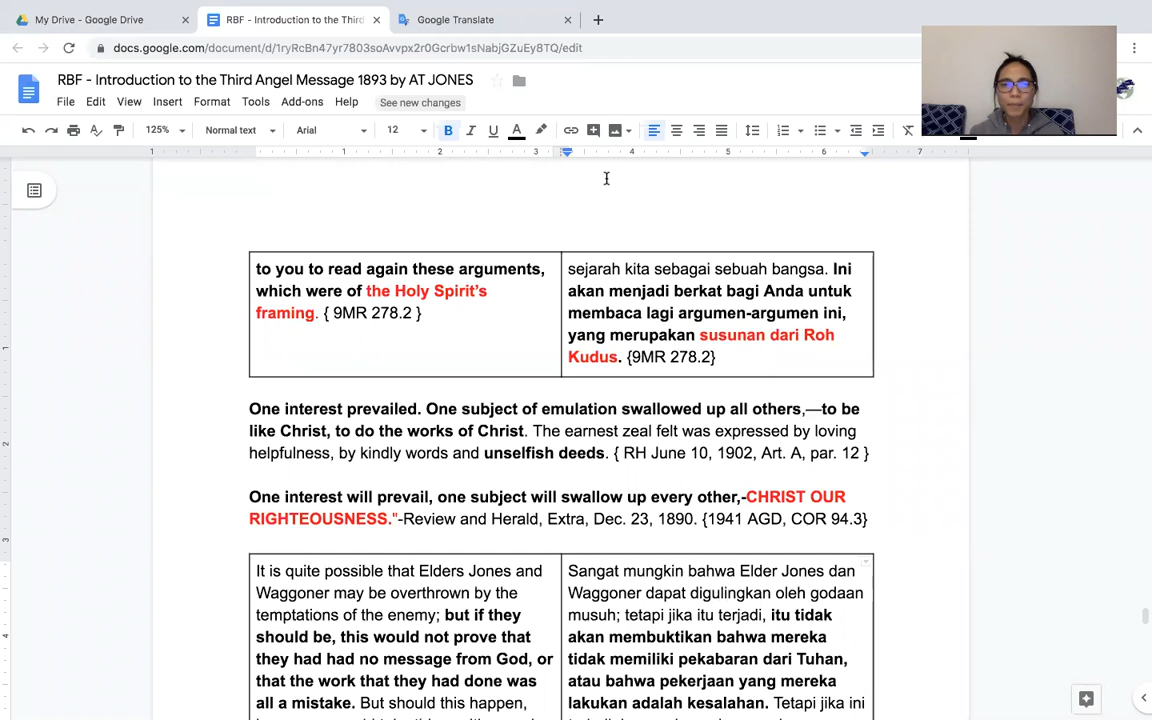 My Drive - Google Drive
RBF - Introduction to the Third
Google Translate
docs.google.com/document/d/1ryRcBn47yr7803soAvvpx2r0Gcrbw1sNabjGZuEy8TQ/edit
RBF - Introduction to the Third Angel Message 1893 by AT JONES
File Edit View Insert Format Tools Add-ons Help See new changes
125% Normal text Arial 12 B I U A
1 1 2 3 4 5 6 7
to you to read again these arguments,
which were of the Holy Spirit's
framing. { 9MR 278.2 }
sejarah kita sebagai sebuah bangsa. Ini
akan menjadi berkat bagi Anda untuk
membaca lagi argumen-argumen ini,
yang merupakan susunan dari Roh
Kudus. {9MR 278.2}
One interest prevailed. One subject of emulation swallowed up all others,—to be
like Christ, to do the works of Christ. The earnest zeal felt was expressed by loving
helpfulness, by kindly words and unselfish deeds. { RH June 10, 1902, Art. A, par. 12 }
One interest will prevail, one subject will swallow up every other,-CHRIST OUR
RIGHTEOUSNESS."-Review and Herald, Extra, Dec. 23, 1890. {1941 AGD, COR 94.3}
It is quite possible that Elders Jones and
Waggoner may be overthrown by the
temptations of the enemy; but if they
should be, this would not prove that
they had had no message from God, or
that the work that they had done was
all a mistake. But should this happen,
Sangat mungkin bahwa Elder Jones dan
Waggoner dapat digulingkan oleh godaan
musuh; tetapi jika itu terjadi, itu tidak
akan membuktikan bahwa mereka
tidak memiliki pekabaran dari Tuhan,
atau bahwa pekerjaan yang mereka
lakukan adalah kesalahan. Tetapi jika ini